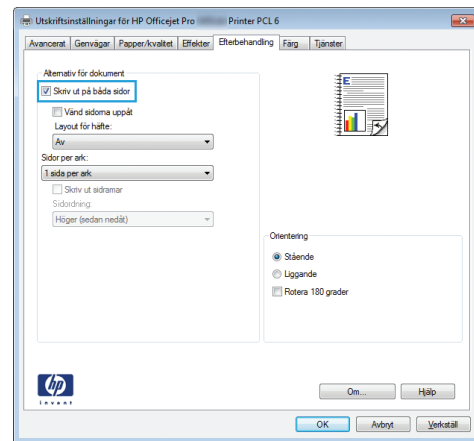 Utskriftsinställningar för HP Officejet Pro Printer PCL 6
Avancerat Genvägar Papper/kvalitet Effekter Efterbehandling Färg Tjänster
Alternativ för dokument
Skriv ut på båda sidor
Vänd sidorna uppåt
Layout för häfte:
Av
Sidor per ark:
1 sida per ark
Skriv ut sidramar
Sidordning:
Höger (sedan nedåt)
E
Orientering
Stående
Liggande
Rotera 180 grader
hp
invent
Om... Hjälp
OK Avbryt Verkställ